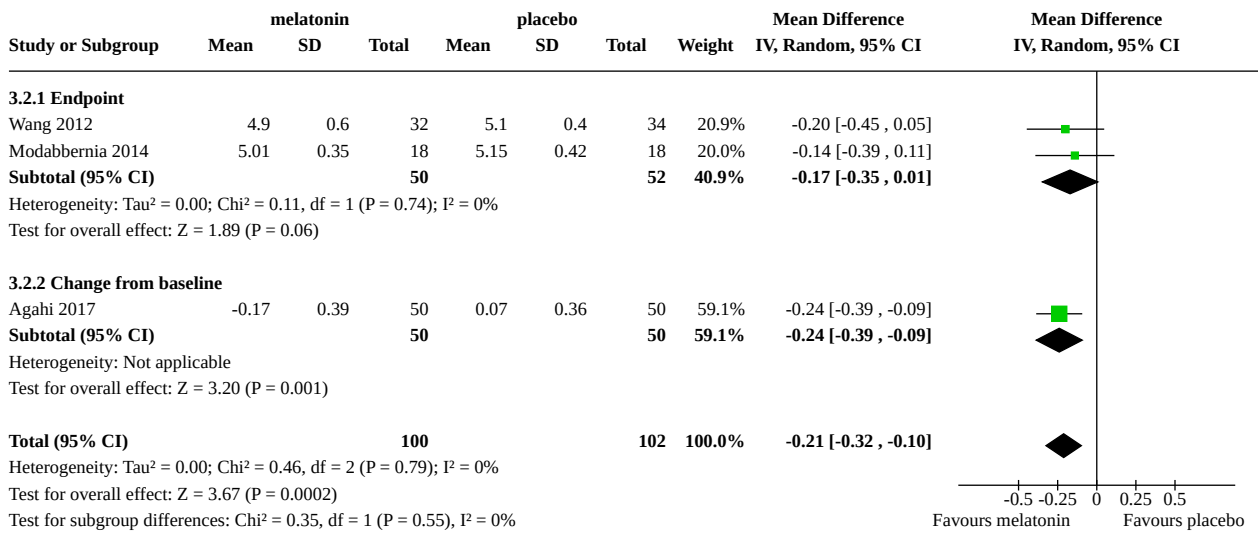 melatonin placebo Mean Difference Mean Difference
Study or Subgroup Mean SD Total Mean SD Total Weight IV, Random, 95% CI IV, Random, 95% CI
3.2.1 Endpoint
Wang 2012 4.9 0.6 32 5.1 0.4 34 20.9% -0.20 [-0.45 , 0.05]
Modabbernia 2014 5.01 0.35 18 5.15 0.42 18 20.0% -0.14 [-0.39 , 0.11]
Subtotal (95% CI) 50 52 40.9% -0.17 [-0.35 , 0.01]
Heterogeneity: Tau² = 0.00; Chi² = 0.11, df = 1 (P = 0.74); I² = 0%
Test for overall effect: Z = 1.89 (P = 0.06)
3.2.2 Change from baseline
Agahi 2017 -0.17 0.39 50 0.07 0.36 50 59.1% -0.24 [-0.39 , -0.09]
Subtotal (95% CI) 50 50 59.1% -0.24 [-0.39 , -0.09]
Heterogeneity: Not applicable
Test for overall effect: Z = 3.20 (P = 0.001)
Total (95% CI) 100 102 100.0% -0.21 [-0.32 , -0.10]
Heterogeneity: Tau² = 0.00; Chi² = 0.46, df = 2 (P = 0.79); I² = 0%
Test for overall effect: Z = 3.67 (P = 0.0002)
-0.5 -0.25 0 0.25 0.5
Test for subgroup differences: Chi² = 0.35, df = 1 (P = 0.55), I² = 0%
Favours melatonin Favours placebo